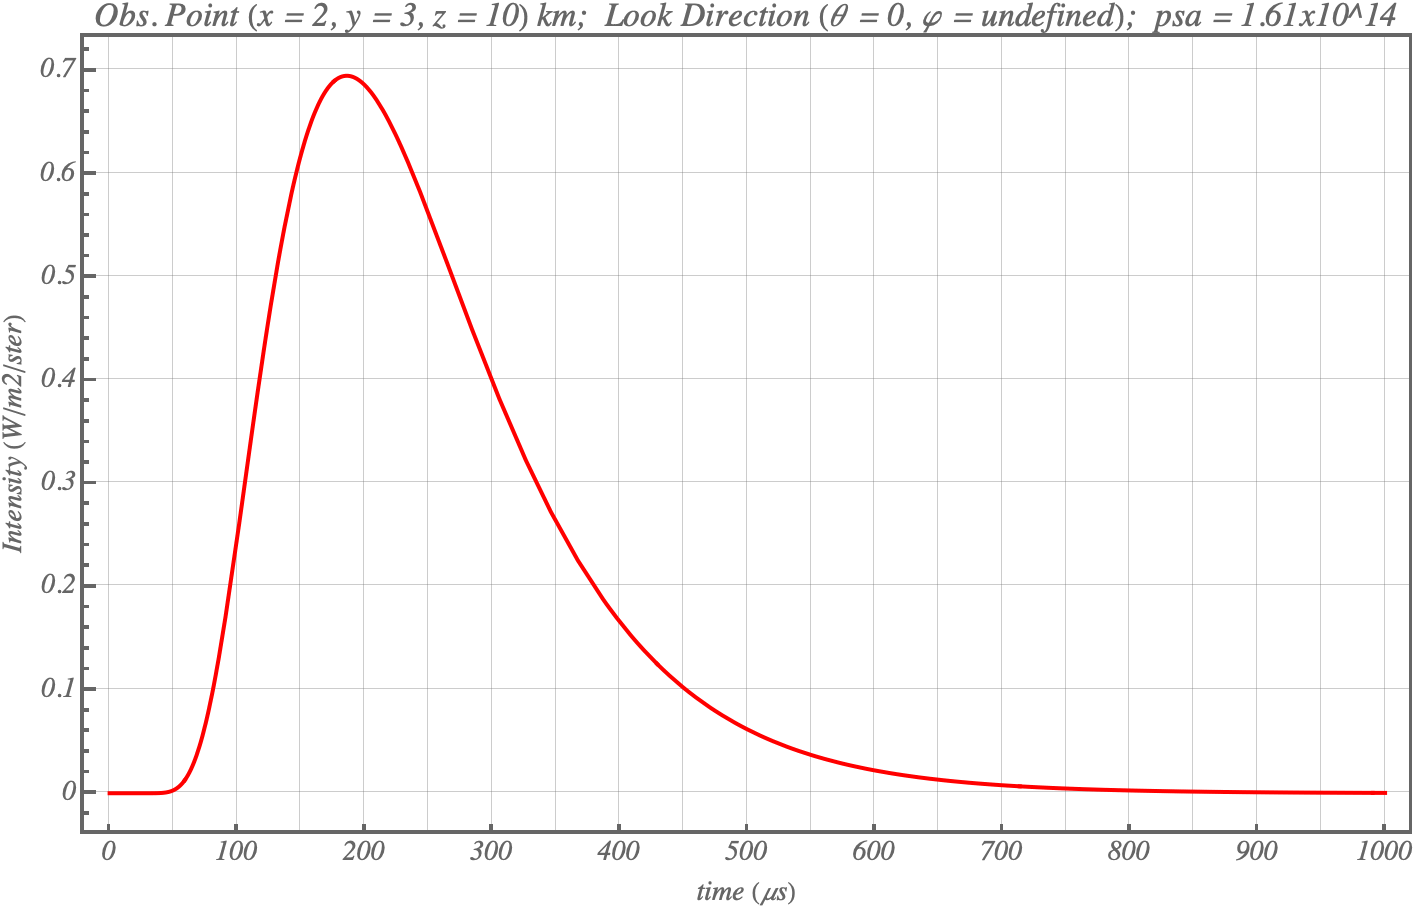 Obs. Point (x = 2, y = 3, z = 10) km;  Look Direction (θ = 0, φ = undefined);  psa = 1.61x10^14
0.7
0.6
0.5
0.4
0.3
0.2
0.1
0
Intensity (W/m2/ster)
0 100 200 300 400 500 600 700 800 900 1000
time (μs)